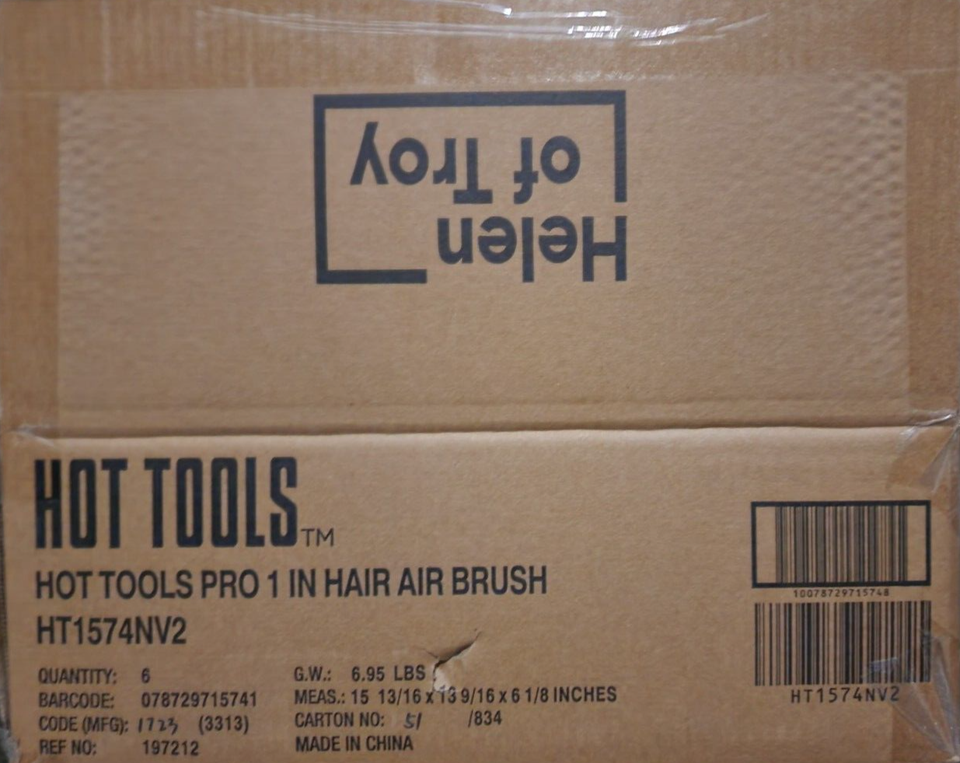 Helen
of Troy
HOT TOOLS TM
HOT TOOLS PRO 1 IN HAIR AIR BRUSH
HT1574NV2
QUANTITY: 6
BARCODE: 078729715741
CODE (MFG): 1723 (3313)
REF NO: 197212
G.W.: 6.95 LBS
MEAS.: 15 13/16 x 13 9/16 x 6 1/8 INCHES
CARTON NO: 51 /834
MADE IN CHINA
10078729715748
HT1574NV2